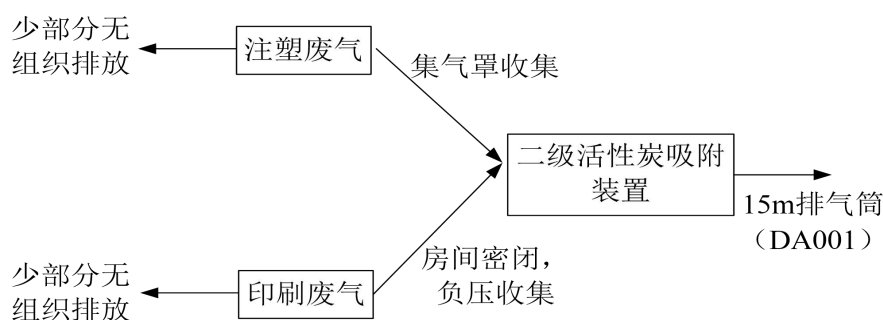 少部分无
组织排放
注塑废气
集气罩收集
二级活性炭吸附
装置
15m排气筒
（DA001）
房间密闭，
负压收集
少部分无
组织排放
印刷废气